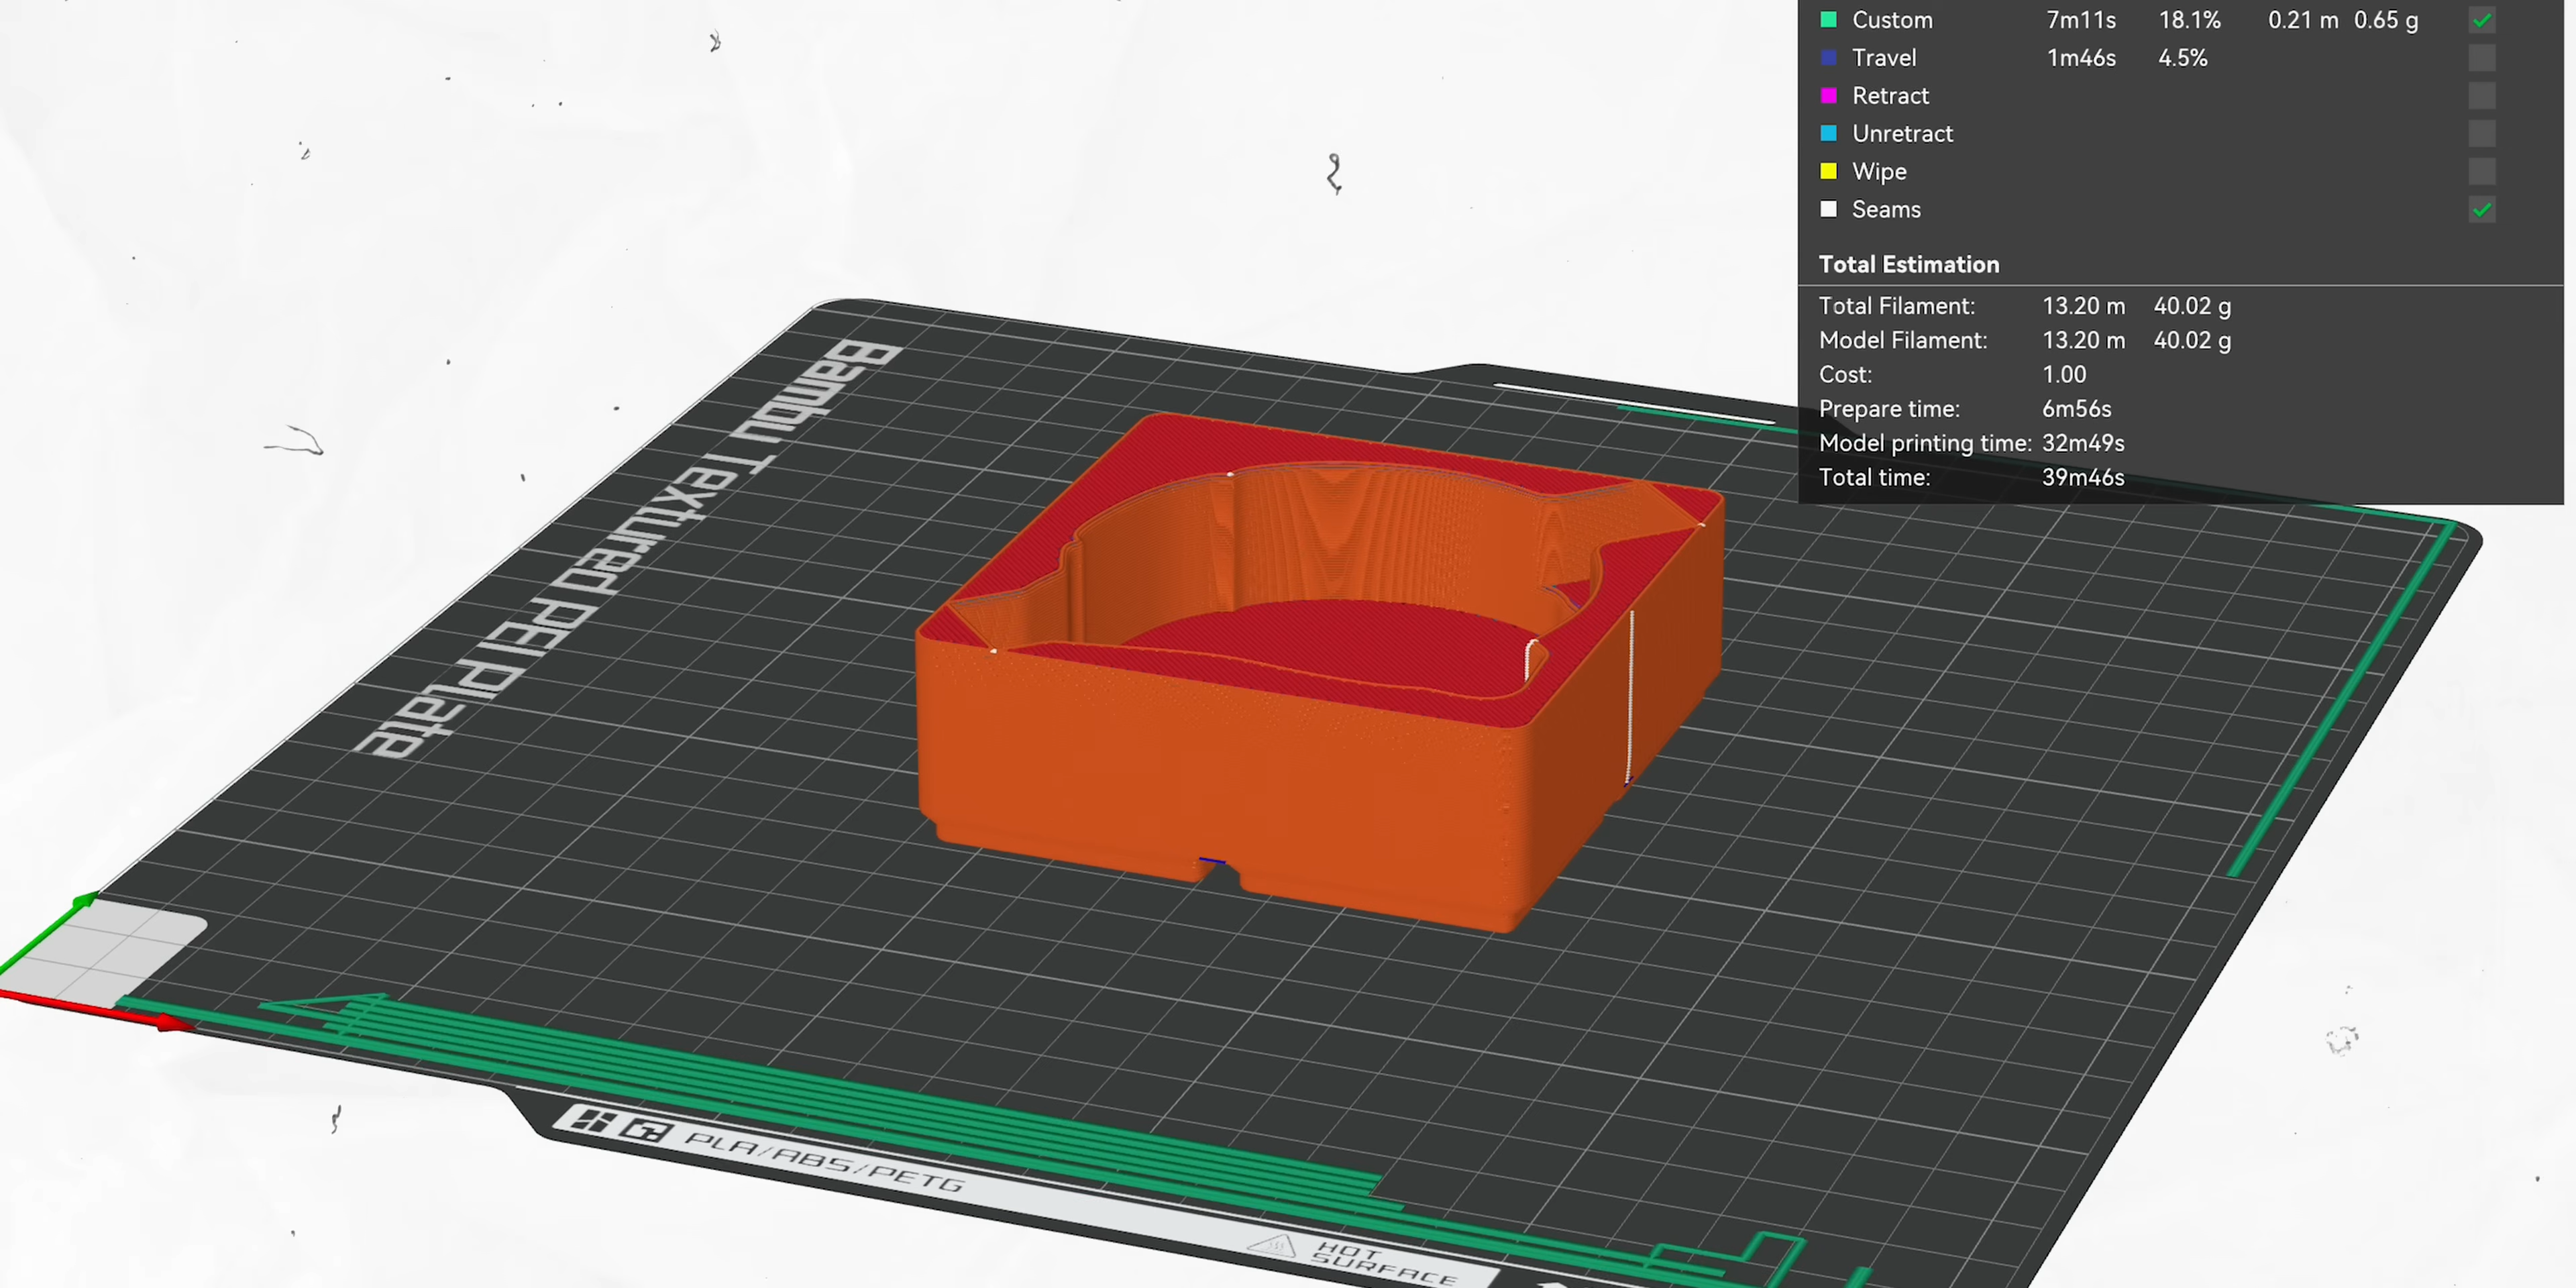 Custom 7m11s 18.1% 0.21 m 0.65 g
Travel 1m46s 4.5%
Retract
Unretract
Wipe
Seams
Total Estimation
Total Filament: 13.20 m 40.02 g
Model Filament: 13.20 m 40.02 g
Cost: 1.00
Prepare time: 6m56s
Model printing time: 32m49s
Total time: 39m46s
Bambu Textured PEI Plate
PLA/ABS/PETG
HOT
SURFACE